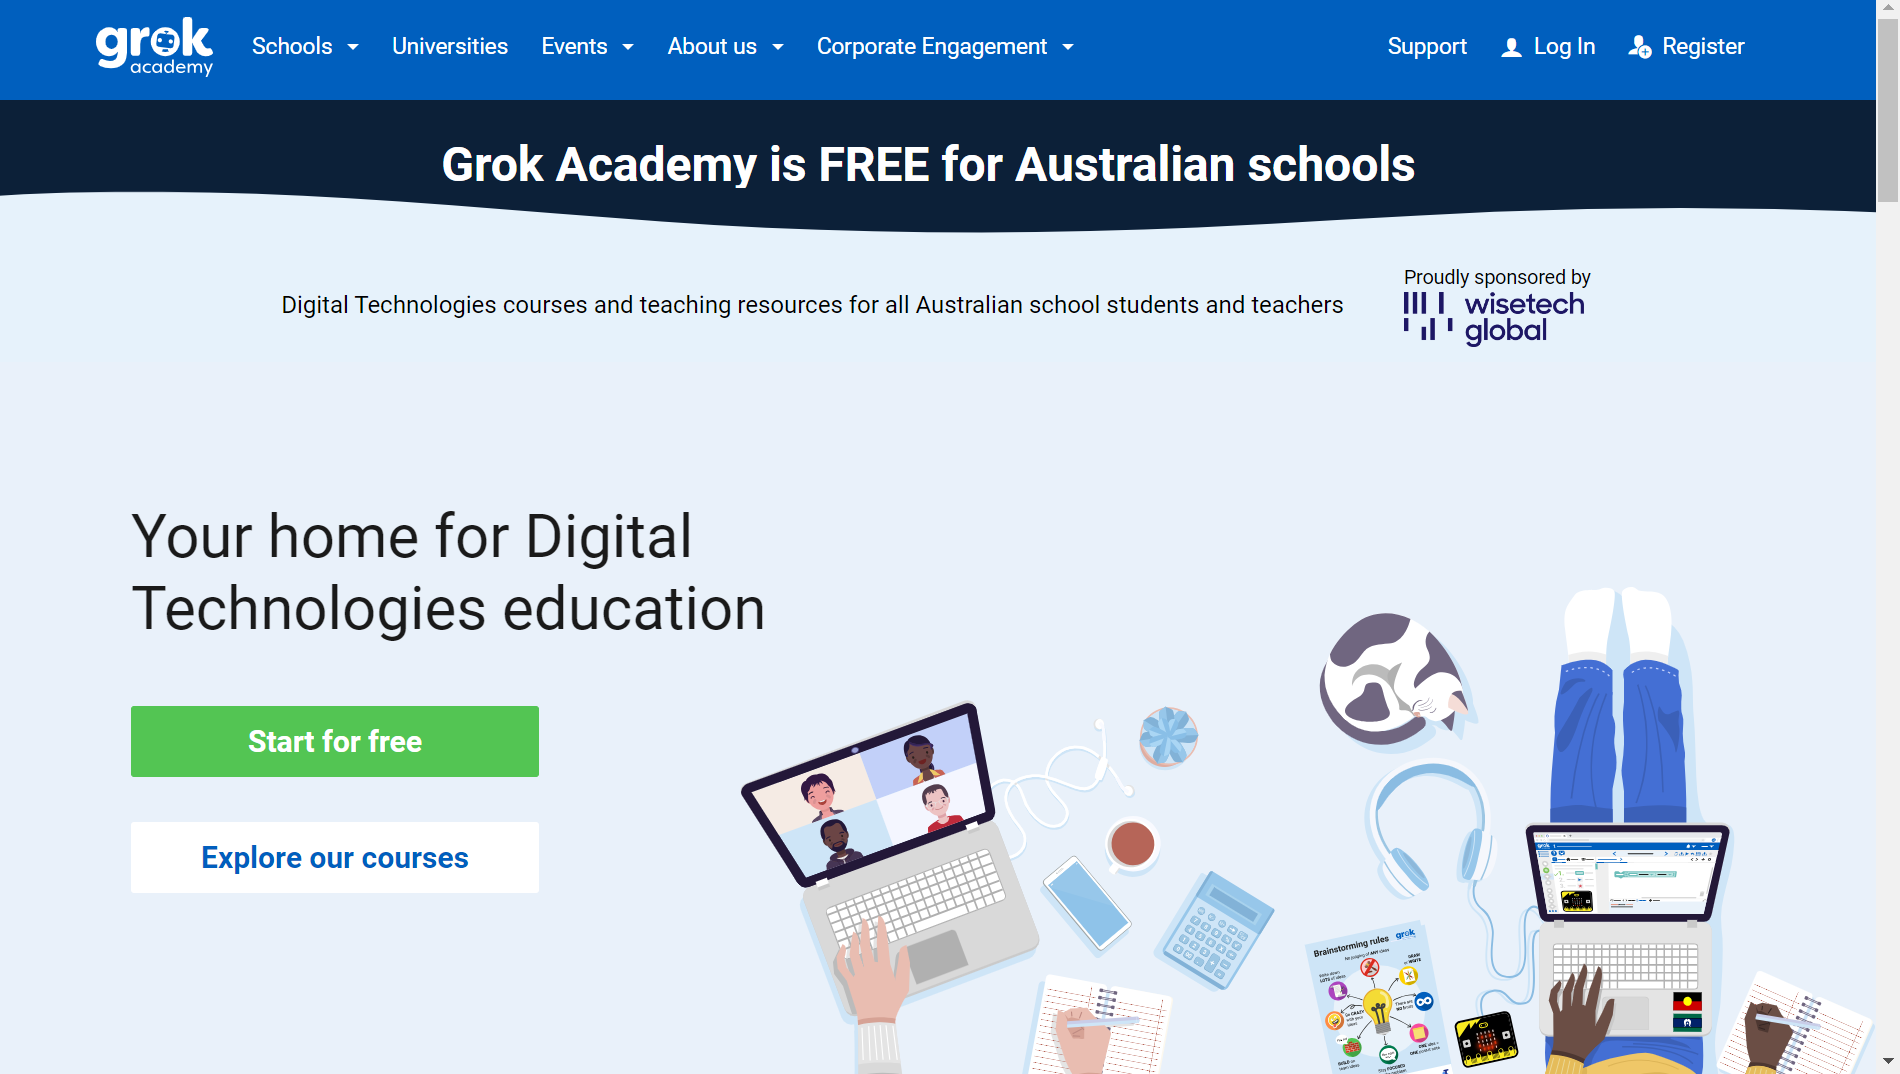 grok
academy
Schools
Universities
Events
About us
Corporate Engagement
Support
Log In
Register
Grok Academy is FREE for Australian schools
Digital Technologies courses and teaching resources for all Australian school students and teachers
Proudly sponsored by
wisetech
global
Your home for Digital
Technologies education
Start for free
Explore our courses
Brainstorming rules
grok